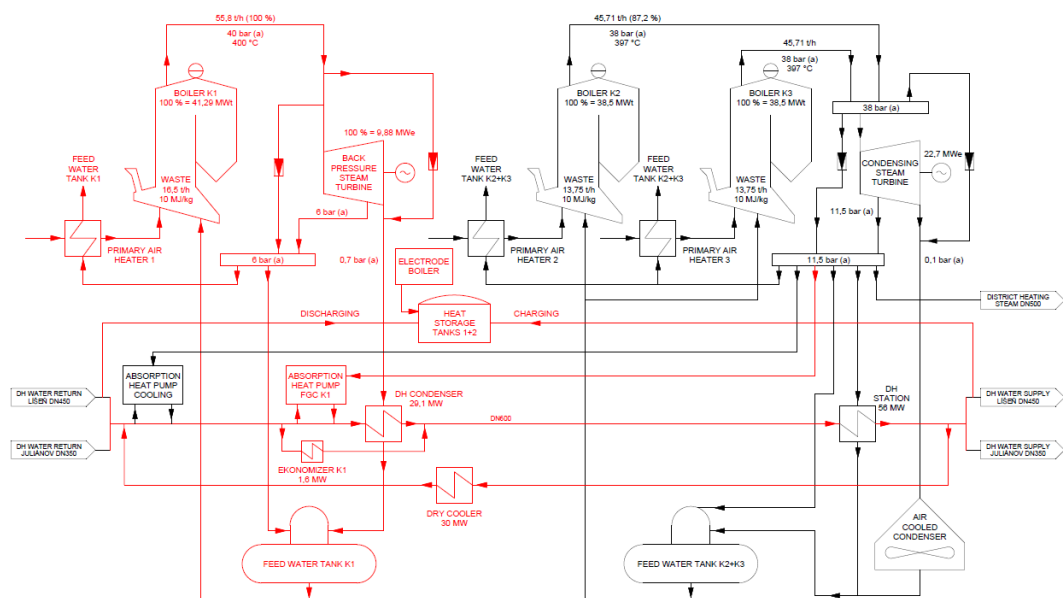 55,8 t/h (100 %)
40 bar (a)
400 °C
BOILER K1
100 % = 41,29 MWt
WASTE
16,5 t/h
10 MJ/kg
FEED
WATER
TANK K1
PRIMARY AIR
HEATER 1
100 % = 9,88 MWe
BACK
PRESSURE
STEAM
TURBINE
6 bar (a)
6 bar (a)
0,7 bar (a)
45,71 t/h (87,2 %)
38 bar (a)
397 °C
BOILER K2
100 % = 38,5 MWt
WASTE
13,75 t/h
10 MJ/kg
FEED
WATER
TANK K2+K3
PRIMARY AIR
HEATER 2
45,71 t/h
38 bar (a)
397 °C
BOILER K3
100 % = 38,5 MWt
WASTE
13,75 t/h
10 MJ/kg
FEED
WATER
TANK K2+K3
PRIMARY AIR
HEATER 3
38 bar (a)
22,7 MWe
CONDENSING
STEAM
TURBINE
11,5 bar (a)
11,5 bar (a)
0,1 bar (a)
ELECTRODE
BOILER
HEAT
STORAGE
TANKS 1+2
DISCHARGING
CHARGING
DISTRICT HEATING
STEAM DN500
DH WATER RETURN
LÍŠEŇ DN450
DH WATER RETURN
JULIÁNOV DN350
ABSORPTION
HEAT PUMP
COOLING
ABSORPTION
HEAT PUMP
FGC K1
DH CONDENSER
29,1 MW
DN600
EKONOMIZER K1
1,6 MW
DRY COOLER
30 MW
DH
STATION
56 MW
DH WATER SUPPLY
LÍŠEŇ DN450
DH WATER SUPPLY
JULIÁNOV DN350
AIR
COOLED
CONDENSER
FEED WATER TANK K1
FEED WATER TANK K2+K3